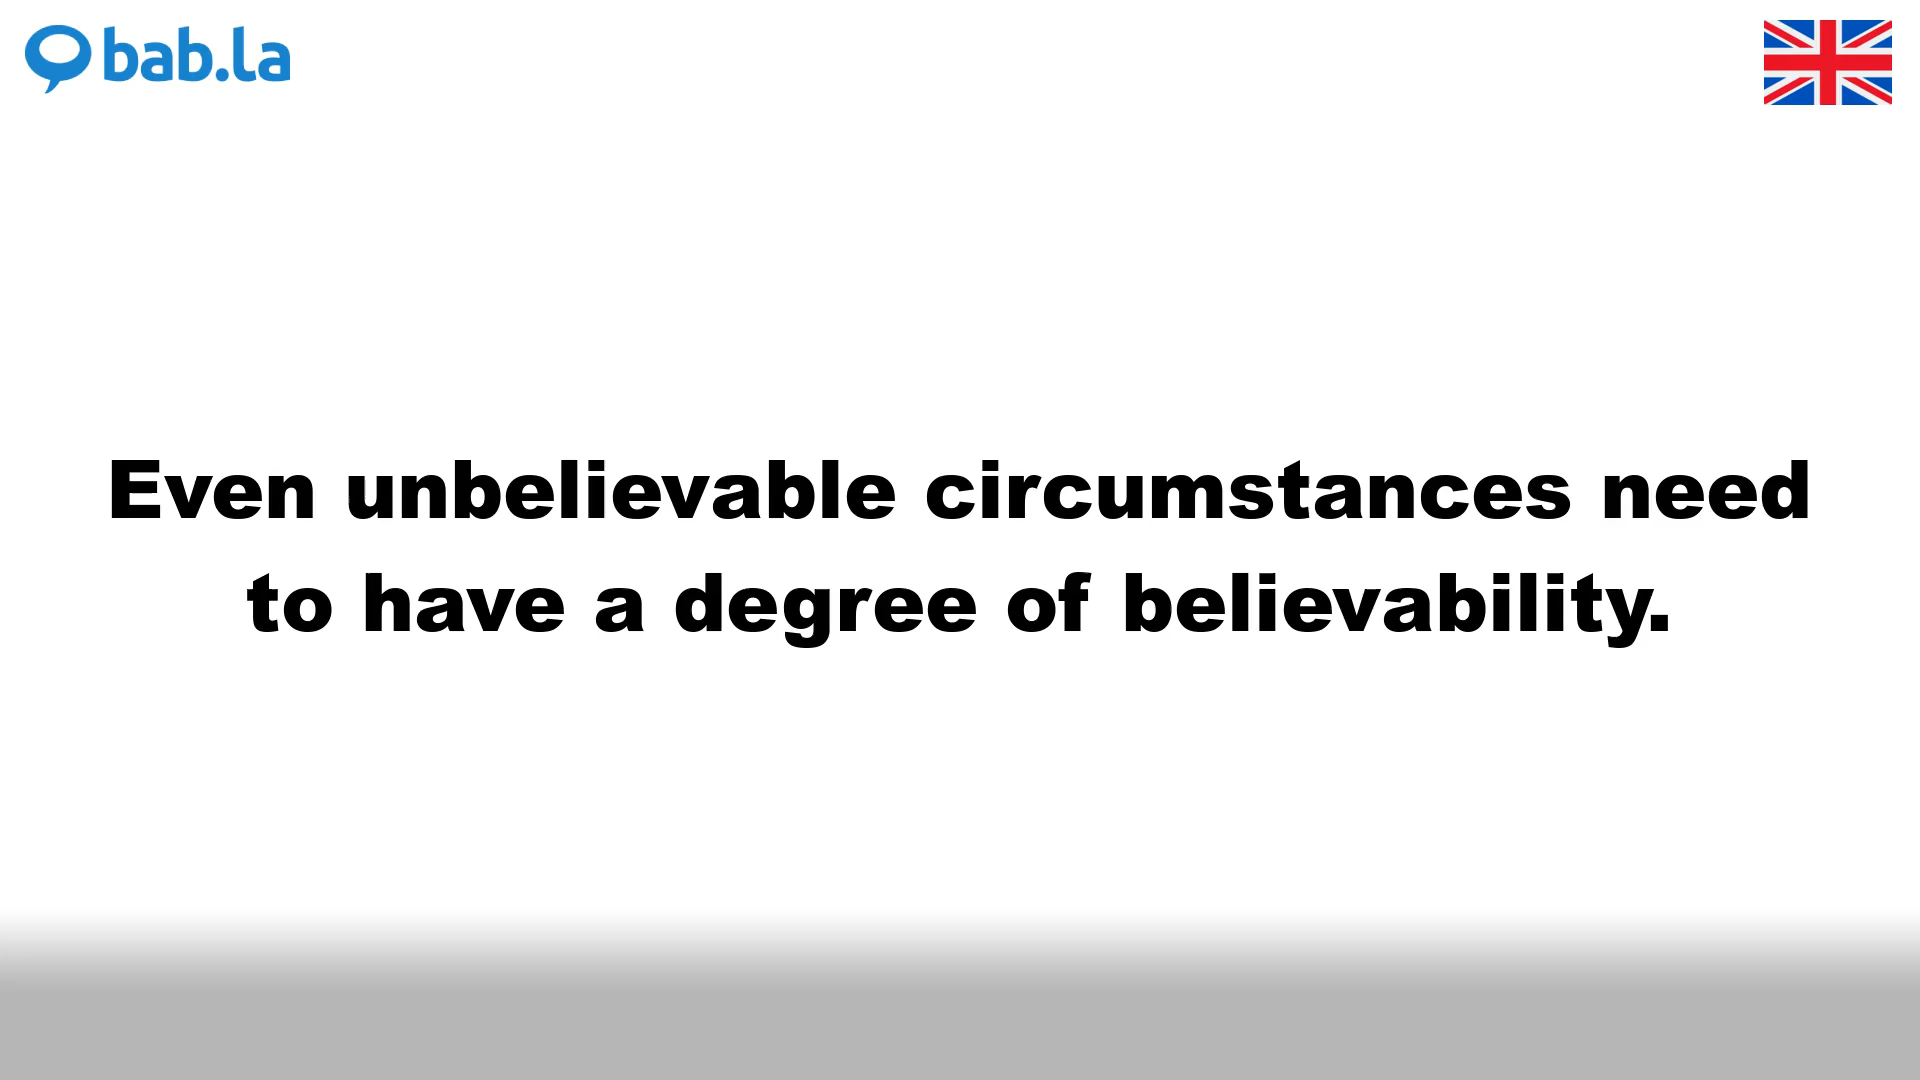 bab.la
Even unbelievable circumstances need
to have a degree of believability.